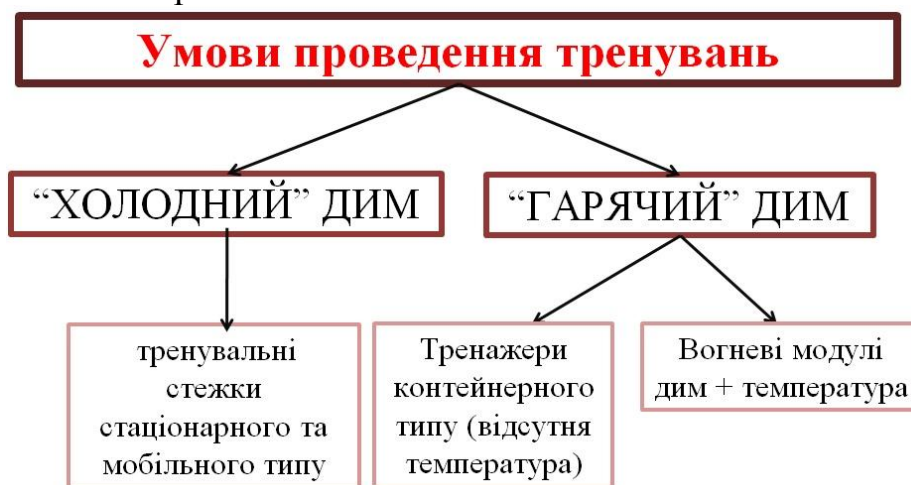 Умови проведення тренувань
“ХОЛОДНИЙ” ДИМ
“ГАРЯЧИЙ” ДИМ
тренувальні
стежки
стаціонарного та
мобільного типу
Тренажери
контейнерного
типу (відсутня
температура)
Вогневі модулі
дим + температура